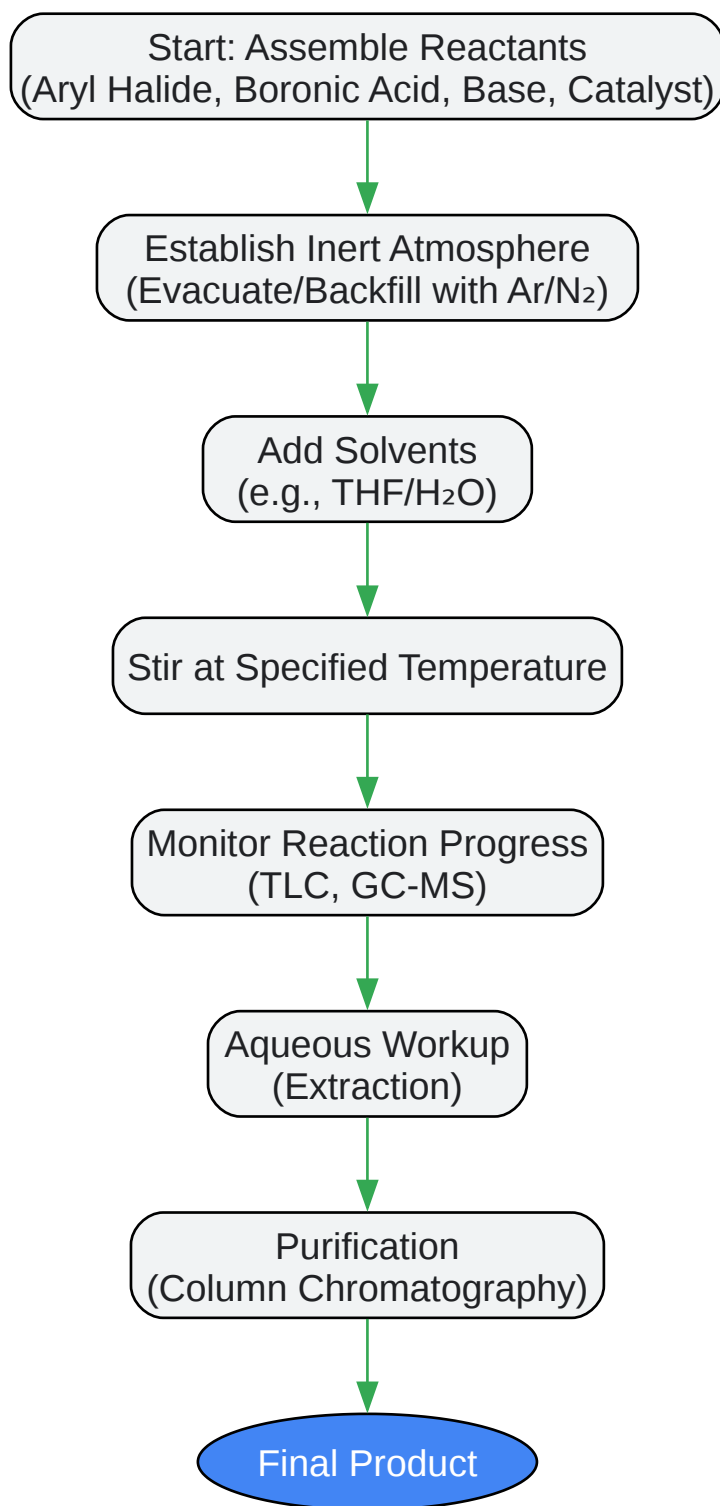 Start: Assemble Reactants
(Aryl Halide, Boronic Acid, Base, Catalyst)
Establish Inert Atmosphere
(Evacuate/Backfill with Ar/N₂)
Add Solvents
(e.g., THF/H₂O)
Stir at Specified Temperature
Monitor Reaction Progress
(TLC, GC-MS)
Aqueous Workup
(Extraction)
Purification
(Column Chromatography)
Final Product